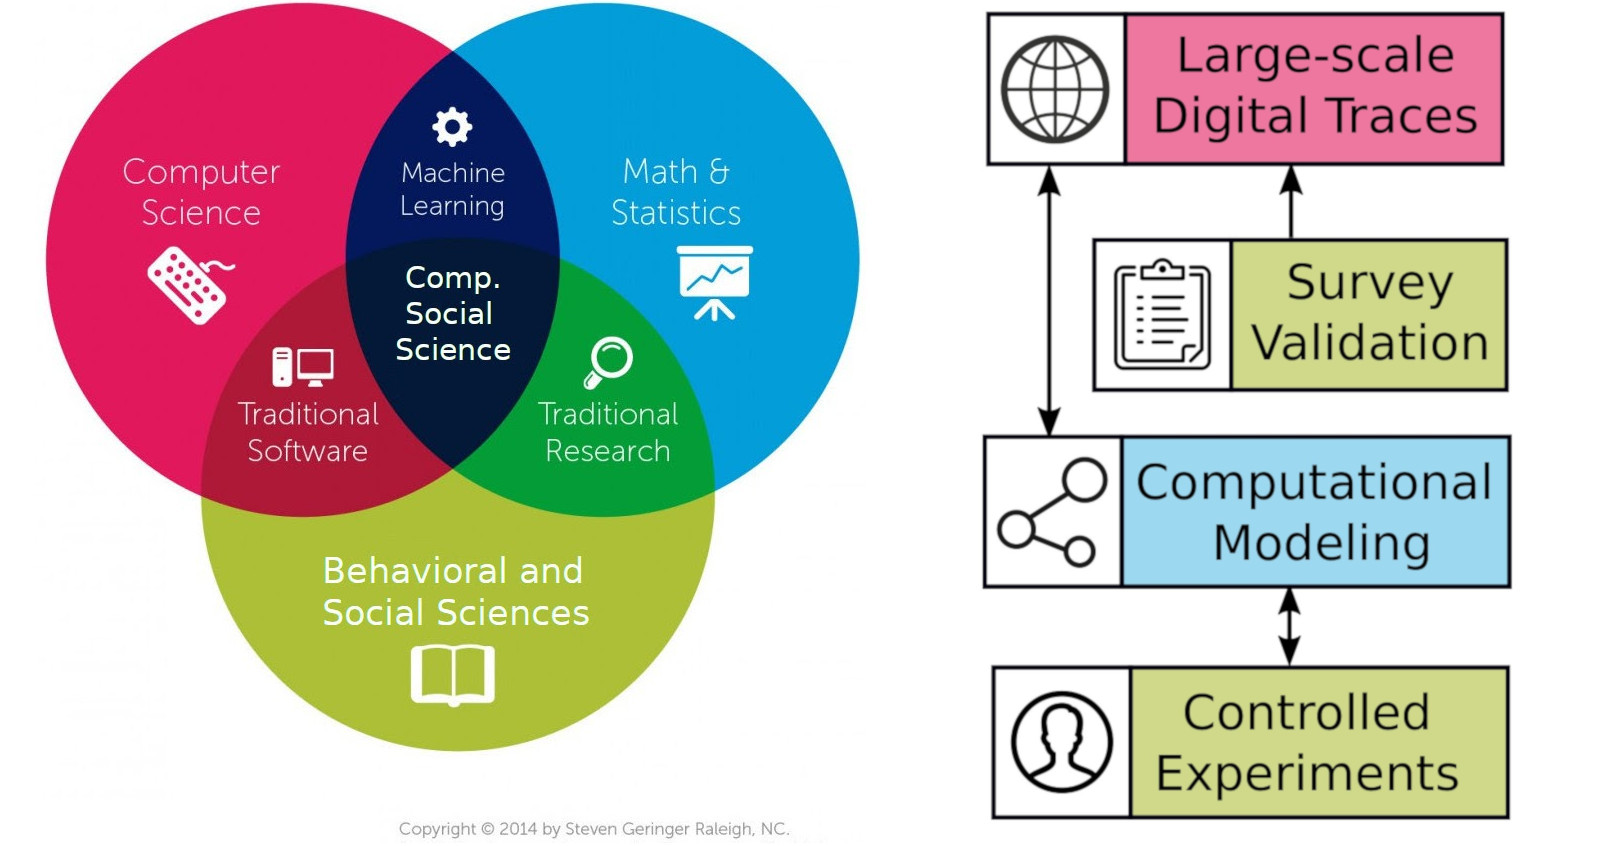 Computer
Science
Machine
Learning
Math &
Statistics
Comp.
Social
Science
Traditional
Software
Traditional
Research
Behavioral and
Social Sciences
Copyright © 2014 by Steven Geringer Raleigh, NC.
Large-scale
Digital Traces
Survey
Validation
Computational
Modeling
Controlled
Experiments